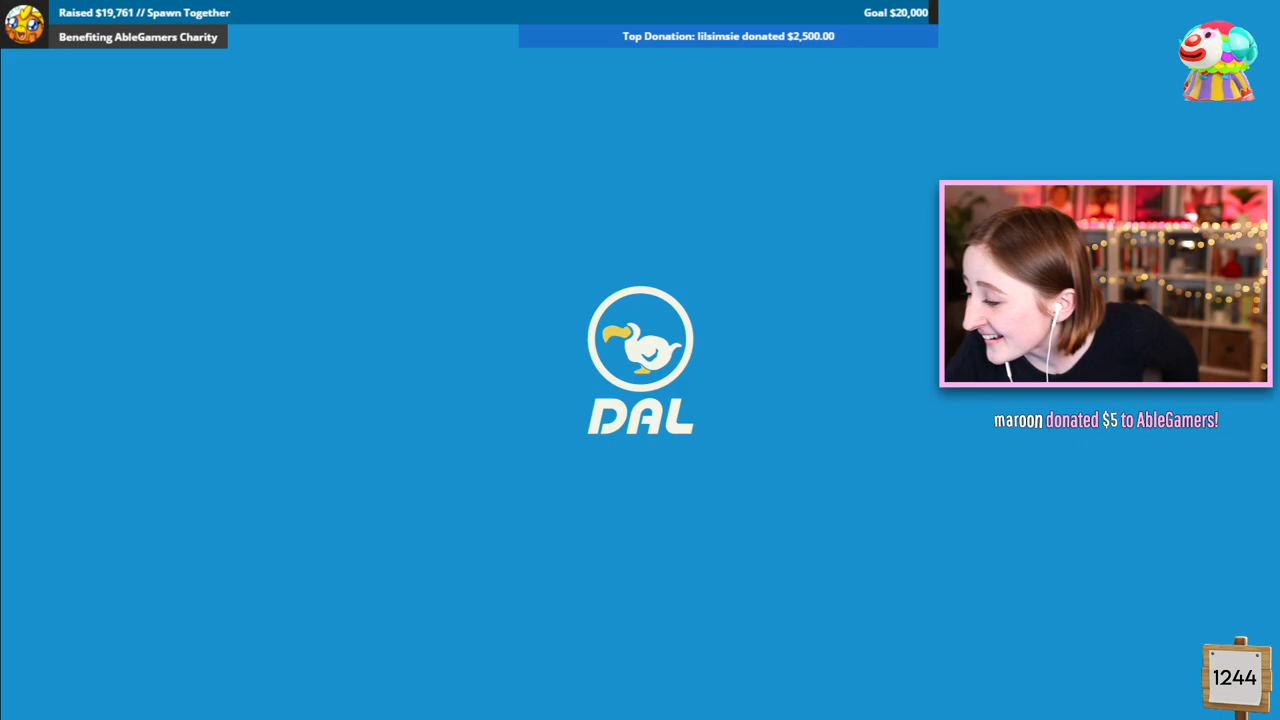 Raised $19,761 // Spawn Together
Goal $20,000
Benefiting AbleGamers Charity
Top Donation: lilsimsie donated $2,500.00
DAL
maroon donated $5 to AbleGamers!
1244